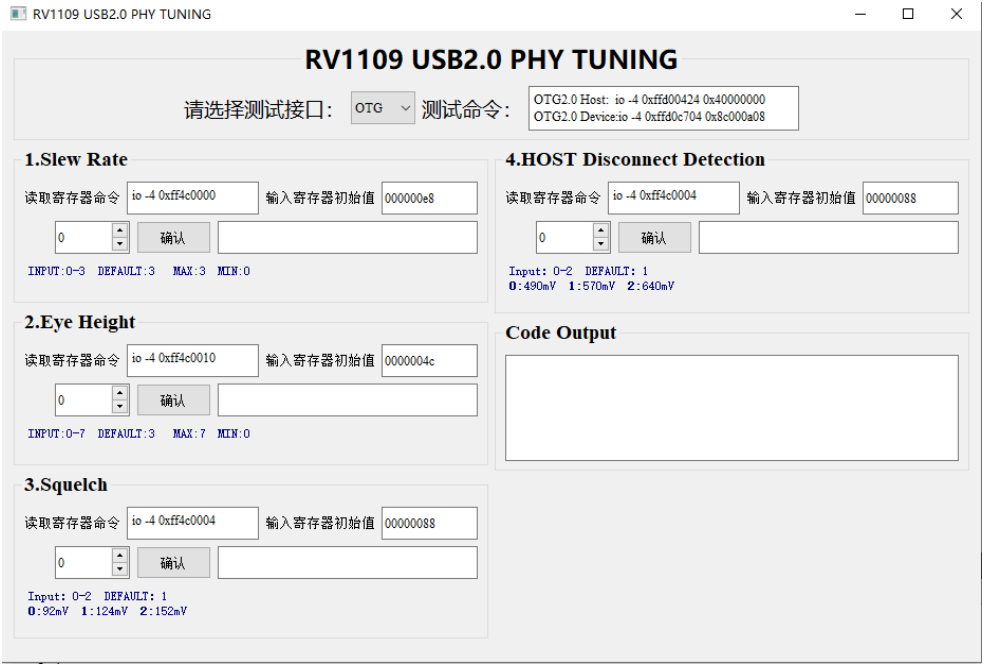 RV1109 USB2.0 PHY TUNING
RV1109 USB2.0 PHY TUNING
请选择测试接口: OTG 测试命令:
OTG2.0 Host: io -4 0xffd00424 0x40000000
OTG2.0 Device:io -4 0xffd0c704 0x8c000a08
1.Slew Rate
读取寄存器命令 io -4 0xff4c0000 输入寄存器初始值 000000e8
0 确认
INPUT:0-3 DEFAULT:3 MAX:3 MIN:0
2.Eye Height
读取寄存器命令 io -4 0xff4c0010 输入寄存器初始值 0000004c
0 确认
INPUT:0-7 DEFAULT:3 MAX:7 MIN:0
3.Squelch
读取寄存器命令 io -4 0xff4c0004 输入寄存器初始值 00000088
0 确认
Input: 0-2 DEFAULT: 1
0:92mV 1:124mV 2:152mV
4.HOST Disconnect Detection
读取寄存器命令 io -4 0xff4c0004 输入寄存器初始值 00000088
0 确认
Input: 0-2 DEFAULT: 1
0:490mV 1:570mV 2:640mV
Code Output